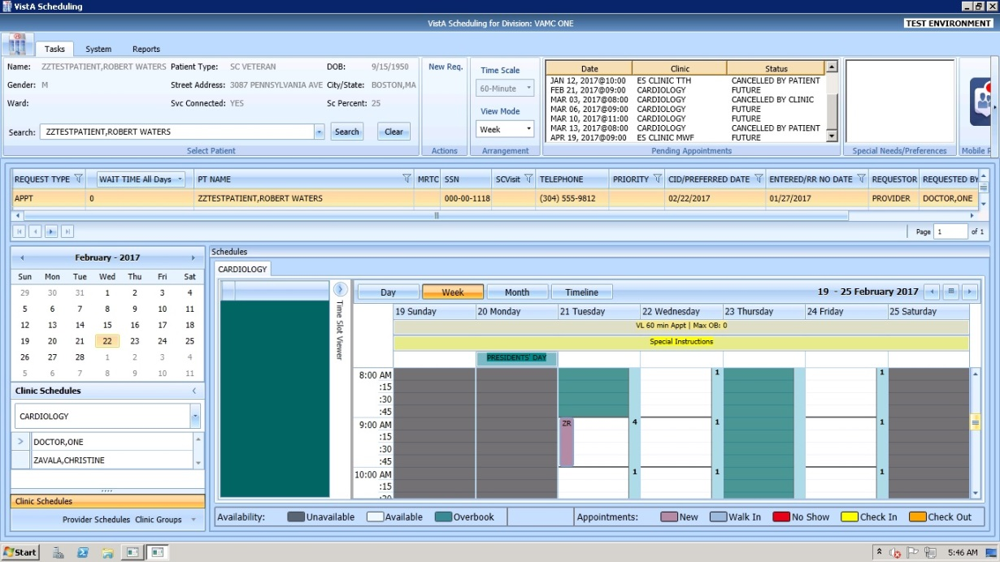 VistA Scheduling
VistA Scheduling for Division: VAMC ONE
TEST ENVIRONMENT
Tasks System Reports
Name: ZZTESTPATIENT,ROBERT WATERS Patient Type: SC VETERAN DOB: 9/15/1950
Gender: M Street Address: 3087 PENNSYLVANIA AVE City/State: BOSTON,MA
Ward: Svc Connected: YES Sc Percent: 25
Search: ZZTESTPATIENT,ROBERT WATERS Search Clear
Select Patient
New Req.
Actions
Time Scale
60-Minute
View Mode
Week
Arrangement
Date Clinic Status
JAN 12, 2017@10:00 ES CLINIC TTH CANCELLED BY PATIENT
FEB 21, 2017@09:00 CARDIOLOGY FUTURE
MAR 03, 2017@08:00 CARDIOLOGY CANCELLED BY CLINIC
MAR 06, 2017@09:00 CARDIOLOGY FUTURE
MAR 10, 2017@11:00 CARDIOLOGY FUTURE
MAR 13, 2017@08:00 CARDIOLOGY CANCELLED BY PATIENT
APR 19, 2017@09:00 ES CLINIC MWF FUTURE
Pending Appointments
Special Needs/Preferences
Mobile R
REQUEST TYPE WAIT TIME All Days PT NAME MRTC SSN SCVisit TELEPHONE PRIORITY CID/PREFERRED DATE ENTERED/RR NO DATE REQUESTOR REQUESTED BY
APPT 0 ZZTESTPATIENT,ROBERT WATERS 000-00-1118 (304) 555-9812 02/22/2017 01/27/2017 PROVIDER DOCTOR,ONE
Page 1 of 1
February - 2017
Sun Mon Tue Wed Thu Fri Sat
29 30 31 1 2 3 4
5 6 7 8 9 10 11
12 13 14 15 16 17 18
19 20 21 22 23 24 25
26 27 28 1 2 3 4
5 6 7 8 9 10 11
Clinic Schedules
CARDIOLOGY
DOCTOR,ONE
ZAVALA,CHRISTINE
Clinic Schedules
Provider Schedules Clinic Groups
Schedules
CARDIOLOGY
Time Slot Viewer
Day Week Month Timeline 19 - 25 February 2017
19 Sunday 20 Monday 21 Tuesday 22 Wednesday 23 Thursday 24 Friday 25 Saturday
VL 60 min Appt | Max OB: 0
Special Instructions
PRESIDENTS' DAY
8:00 AM 1 1
:15
:30
:45
9:00 AM ZR 4 1 1
:15
:30
:45
10:00 AM 1 1 1
:15
:30
Availability: Unavailable Available Overbook Appointments: New Walk In No Show Check In Check Out
Start 5:46 AM